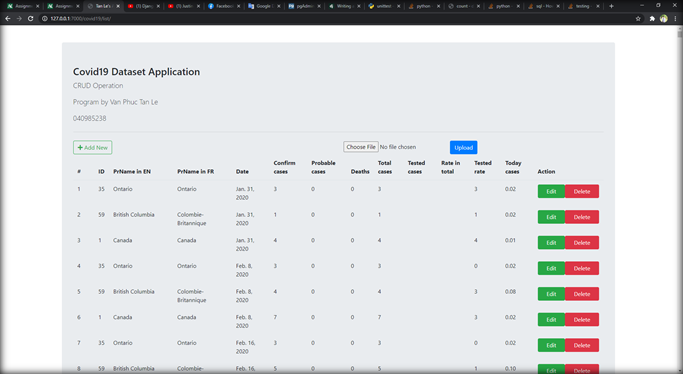 Assignm
Assignm
Tan Le's
(1) Djang
(1) Justin
Facebook
Google
pgAdmin
Writing
unittest
python
count
python
sql - Ho
testing
127.0.0.1:7000/covid19/list/
Covid19 Dataset Application
CRUD Operation
Program by Van Phuc Tan Le
040985238
+ Add New Choose File No file chosen Upload
# ID PrName in EN PrName in FR Date Confirm cases Probable cases Deaths Total cases Tested cases Rate in total Tested rate Today cases Action
1 35 Ontario Ontario Jan. 31, 2020 3 0 0 3 3 0.02 Edit Delete
2 59 British Columbia Colombie-Britannique Jan. 31, 2020 1 0 0 1 1 0.02 Edit Delete
3 1 Canada Canada Jan. 31, 2020 4 0 0 4 4 0.01 Edit Delete
4 35 Ontario Ontario Feb. 8, 2020 3 0 0 3 0 0.02 Edit Delete
5 59 British Columbia Colombie-Britannique Feb. 8, 2020 4 0 0 4 3 0.08 Edit Delete
6 1 Canada Canada Feb. 8, 2020 7 0 0 7 3 0.02 Edit Delete
7 35 Ontario Ontario Feb. 16, 2020 3 0 0 3 0 0.02 Edit Delete
8 59 British Columbia Colombie- Feb. 16, 5 0 0 5 1 0.10 Edit Delete